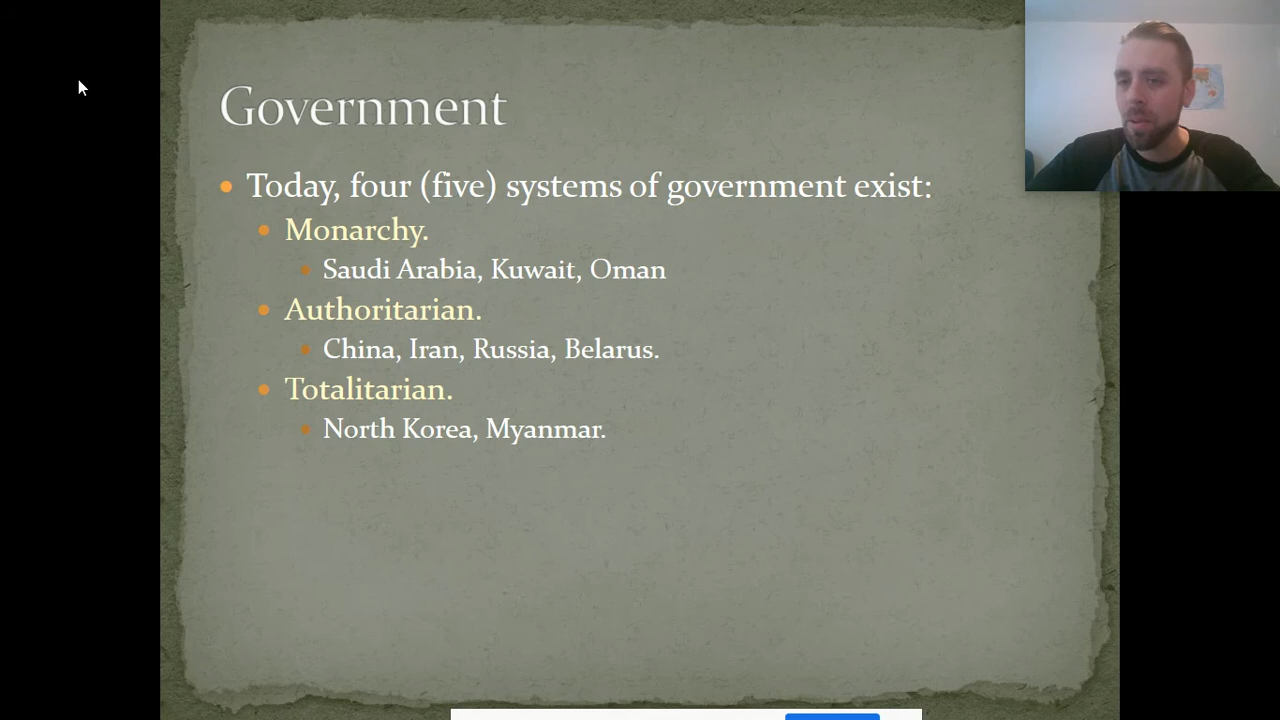 Government
Today, four (five) systems of government exist:
Monarchy.
Saudi Arabia, Kuwait, Oman
Authoritarian.
China, Iran, Russia, Belarus.
Totalitarian.
North Korea, Myanmar.